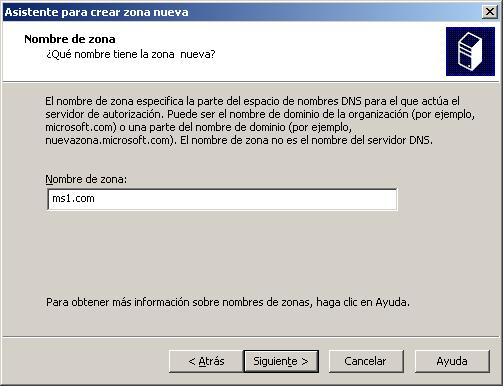 Asistente para crear zona nueva
Nombre de zona
¿Qué nombre tiene la zona nueva?
El nombre de zona especifica la parte del espacio de nombres DNS para el que actúa el
servidor de autorización. Puede ser el nombre de dominio de la organización (por ejemplo,
microsoft.com) o una parte del nombre de dominio (por ejemplo,
nuevazona.microsoft.com). El nombre de zona no es el nombre del servidor DNS.
Nombre de zona:
ms1.com
Para obtener más información sobre nombres de zonas, haga clic en Ayuda.
< Atrás Siguiente > Cancelar Ayuda